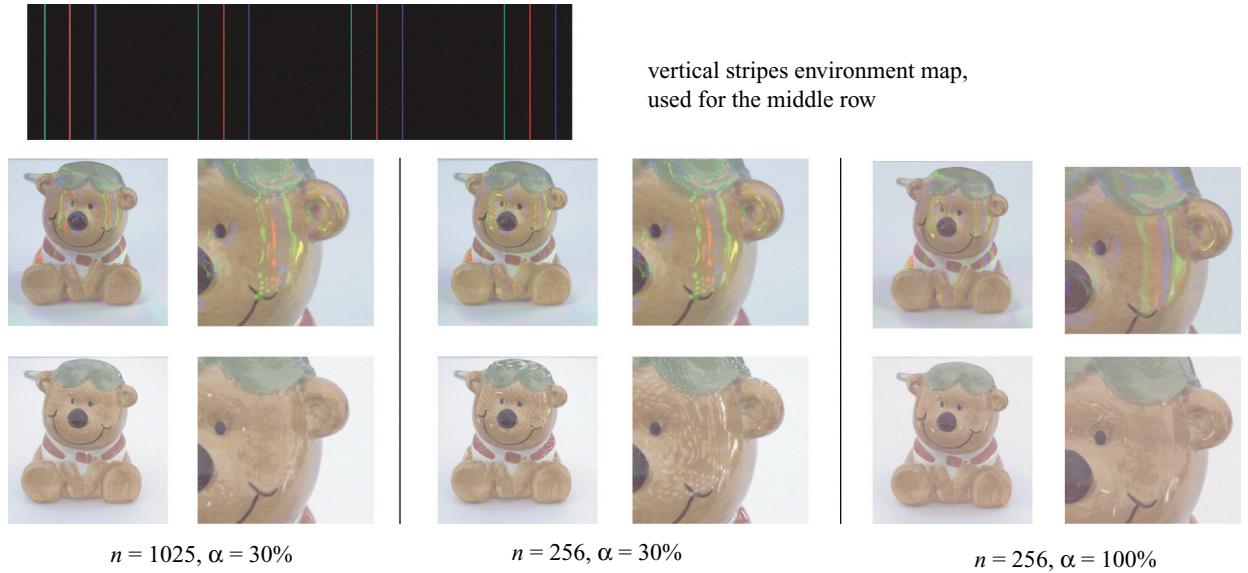 vertical stripes environment map,
used for the middle row
n = 1025, α = 30%
n = 256, α = 30%
n = 256, α = 100%